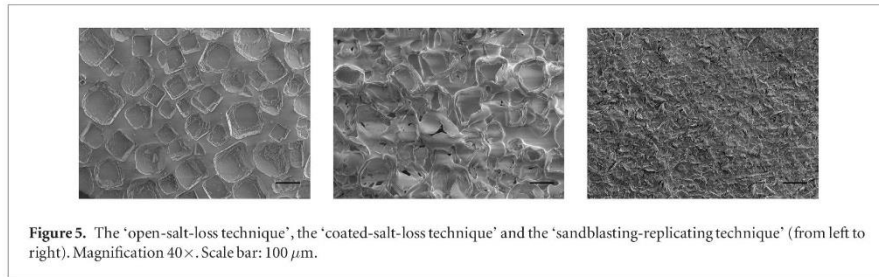 Figure 5. The ‘open-salt-loss technique’, the ‘coated-salt-loss technique’ and the ‘sandblasting-replicating technique’ (from left to
right). Magnification 40×. Scale bar: 100 μm.